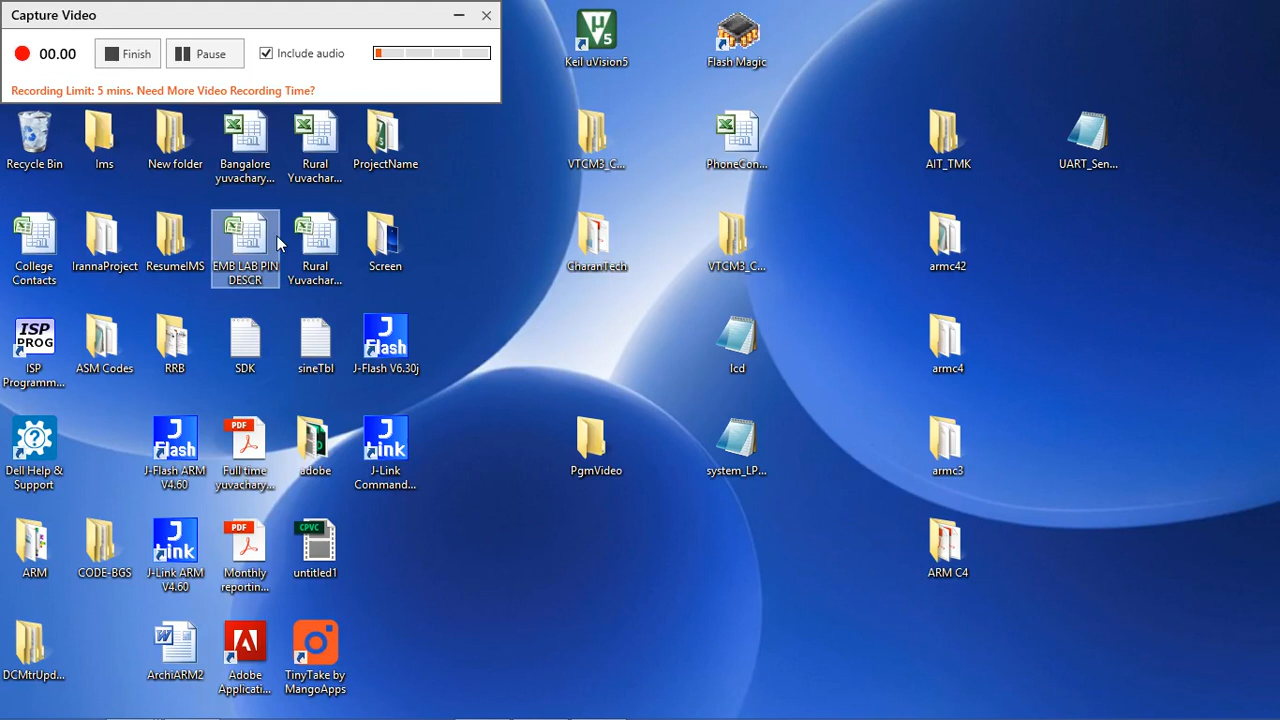 Capture Video
00.00
Finish
Pause
Include audio
Recording Limit: 5 mins. Need More Video Recording Time?
Keil uVision5
Flash Magic
Recycle Bin
lms
New folder
Bangalore
yuvachary...
Rural
Yuvachar...
ProjectName
VTCM3_C...
PhoneCon...
AIT_TMK
UART_Sen...
College
Contacts
IrannaProject
ResumeIMS
EMB LAB PIN
DESCR
Rural
Yuvachar...
Screen
CharanTech
VTCM3_C...
armc42
ISP
PROG
ISP
Programm...
ASM Codes
RRB
SDK
sineTbl
J
Flash
J-Flash V6.30j
lcd
armc4
Dell Help &
Support
J
Flash
J-Flash ARM
V4.60
PDF
Full time
yuvachary...
adobe
J
Link
J-Link
Command...
PgmVideo
system_LP...
armc3
ARM
CODE-BGS
J
Link
J-Link ARM
V4.60
PDF
Monthly
reportin...
CPVC
untitled1
ARM C4
DCMtrUpd...
ArchiARM2
Adobe
Applicati...
TinyTake by
MangoApps